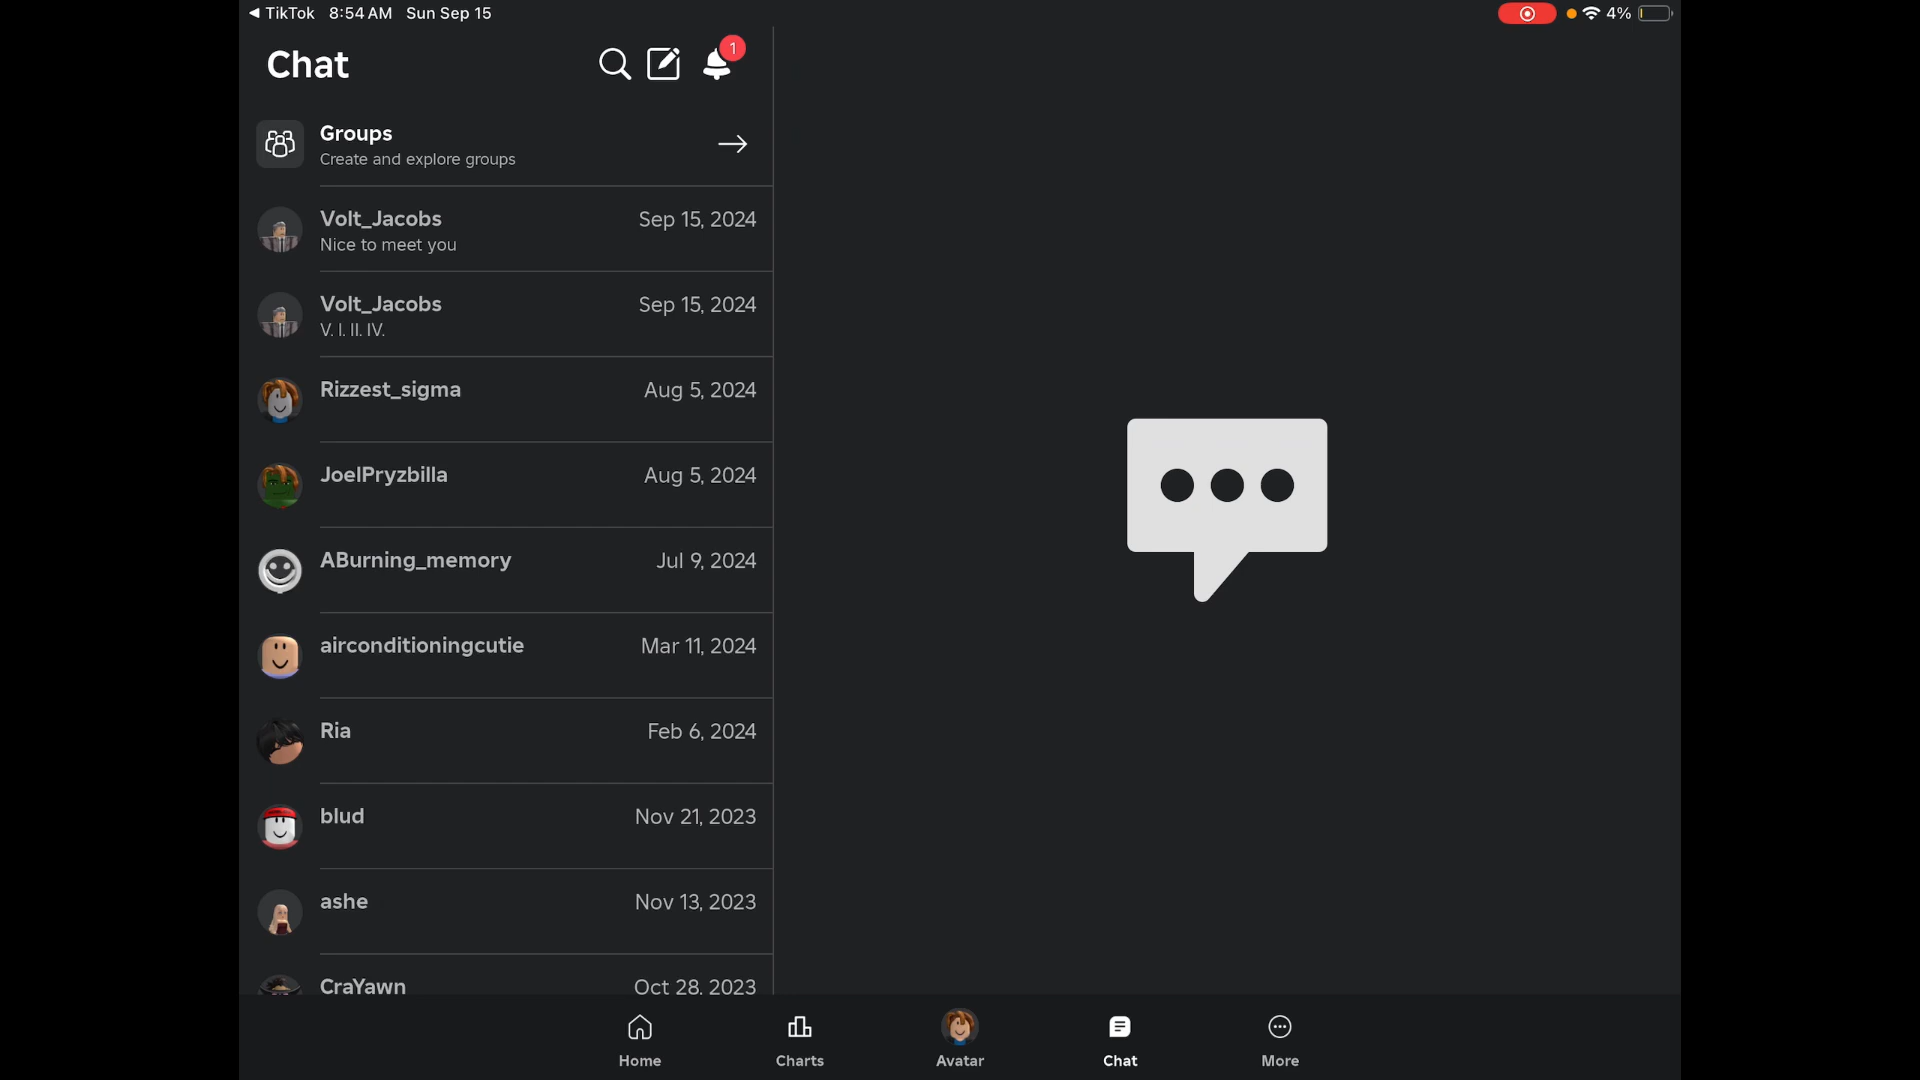 TikTok 8:54 AM Sun Sep 15
4%
Chat
1
Groups
Create and explore groups
Volt_Jacobs Sep 15, 2024
Nice to meet you
Volt_Jacobs Sep 15, 2024
V. I. II. IV.
Rizzest_sigma Aug 5, 2024
JoelPryzbilla Aug 5, 2024
ABurning_memory Jul 9, 2024
airconditioningcutie Mar 11, 2024
Ria Feb 6, 2024
blud Nov 21, 2023
ashe Nov 13, 2023
CraYawn Oct 28, 2023
Home Charts Avatar Chat More